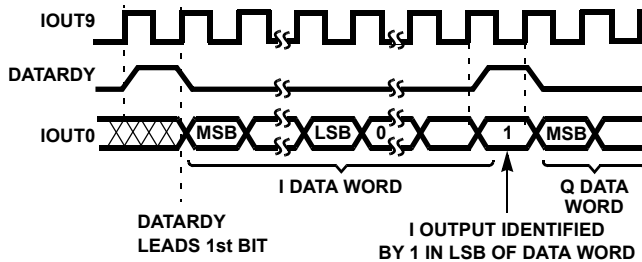 IOUT9
DATARDY
IOUT0
MSB
LSB
0
1
MSB
I DATA WORD
Q DATA
WORD
DATARDY
LEADS 1st BIT
I OUTPUT IDENTIFIED
BY 1 IN LSB OF DATA WORD